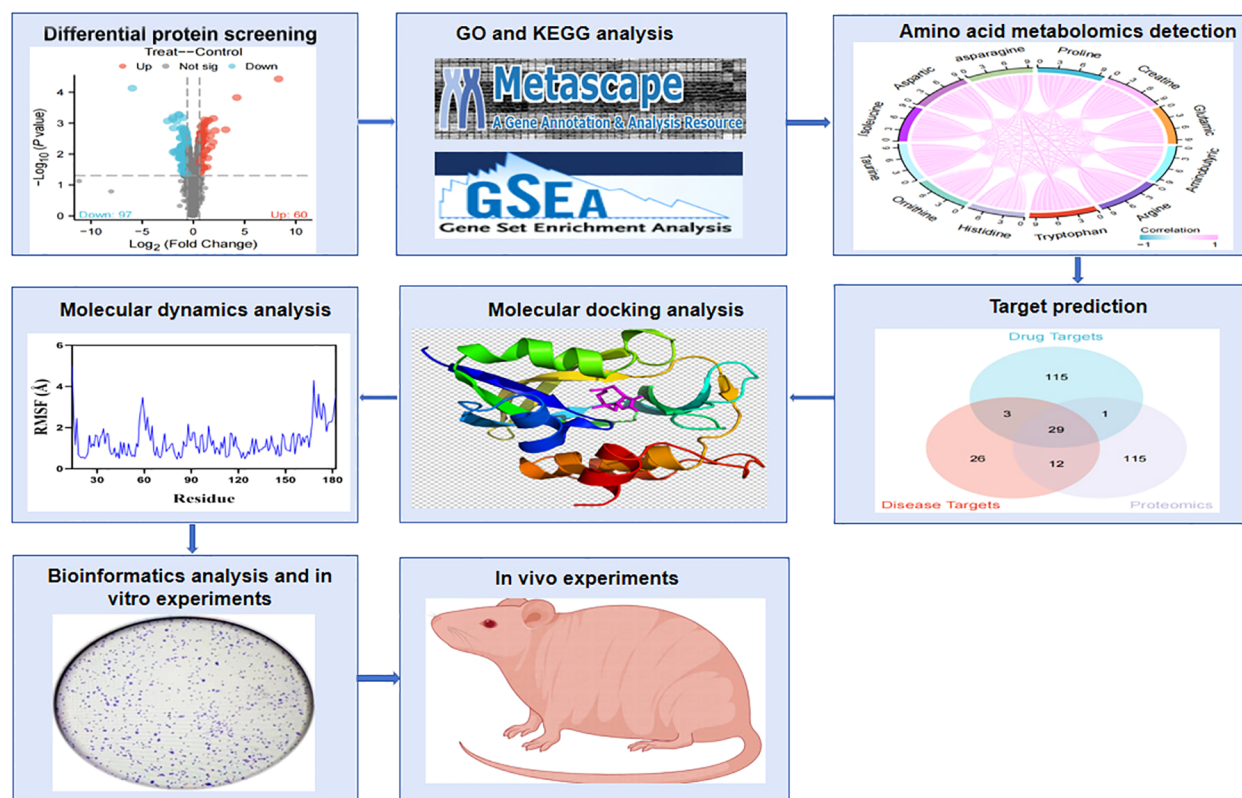 Differential protein screening
Treat--Control
Up Not sig Down
-Log10 (P value)
4
3
2
1
0
Down: 97 Up: 60
-10 -5 0 5 10
Log2 (Fold Change)
GO and KEGG analysis
Metascape
A Gene Annotation & Analysis Resource
GSEA
Gene Set Enrichment Analysis
Amino acid metabolomics detection
asparagine
Proline
Creatine
Glutamic
Aminobutyric
Argine
Tryptophan
Histidine
Ornithine
Taurine
Isoleucine
Aspartic
Correlation
-1 1
Molecular dynamics analysis
RMSF (Å)
6
4
2
0
30 60 90 120 150 180
Residue
Molecular docking analysis
Target prediction
Drug Targets
115
3 1
29
26 12 115
Disease Targets Proteomics
Bioinformatics analysis and in
vitro experiments
In vivo experiments